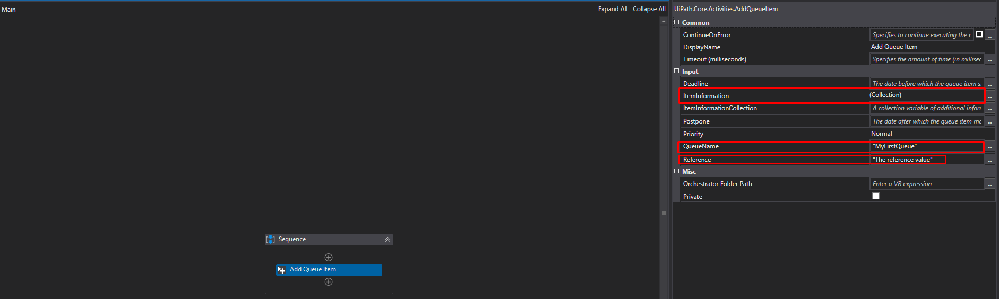 Main
Expand All Collapse All
Sequence
Add Queue Item
UiPath.Core.Activities.AddQueueItem
Common
ContinueOnError Specifies to continue executing the r ...
DisplayName Add Queue Item
Timeout (milliseconds) Specifies the amount of time (in millisec ...
Input
Deadline The date before which the queue item s ...
ItemInformation (Collection) ...
ItemInformationCollection A collection variable of additional inforr ...
Postpone The date after which the queue item mc ...
Priority Normal
QueueName "MyFirstQueue" ...
Reference "The reference value" ...
Misc
Orchestrator Folder Path Enter a VB expression ...
Private